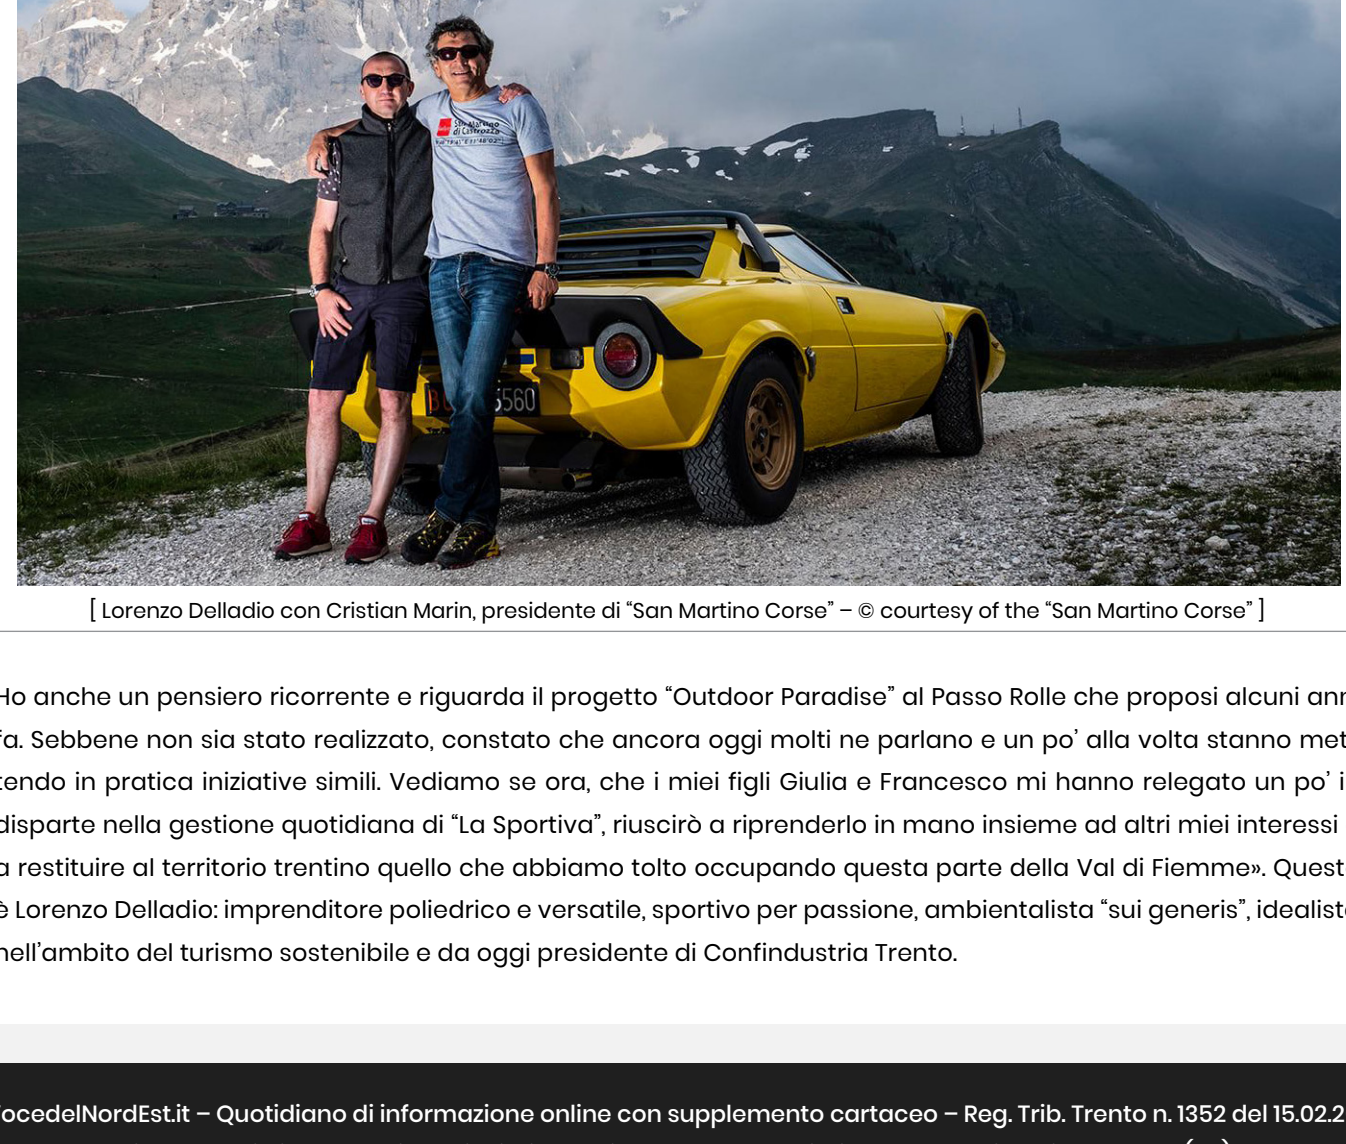 San Martino
di Castrozza
5560
[ Lorenzo Delladio con Cristian Marin, presidente di “San Martino Corse” – © courtesy of the “San Martino Corse” ]
Ho anche un pensiero ricorrente e riguarda il progetto “Outdoor Paradise” al Passo Rolle che proposi alcuni ann
fa. Sebbene non sia stato realizzato, constato che ancora oggi molti ne parlano e un po’ alla volta stanno met
tendo in pratica iniziative simili. Vediamo se ora, che i miei figli Giulia e Francesco mi hanno relegato un po’ i
disparte nella gestione quotidiana di “La Sportiva”, riuscirò a riprenderlo in mano insieme ad altri miei interessi
a restituire al territorio trentino quello che abbiamo tolto occupando questa parte della Val di Fiemme». Quest
è Lorenzo Delladio: imprenditore poliedrico e versatile, sportivo per passione, ambientalista “sui generis”, idealist
nell’ambito del turismo sostenibile e da oggi presidente di Confindustria Trento.
VocedelNordEst.it – Quotidiano di informazione online con supplemento cartaceo – Reg. Trib. Trento n. 1352 del 15.02.2